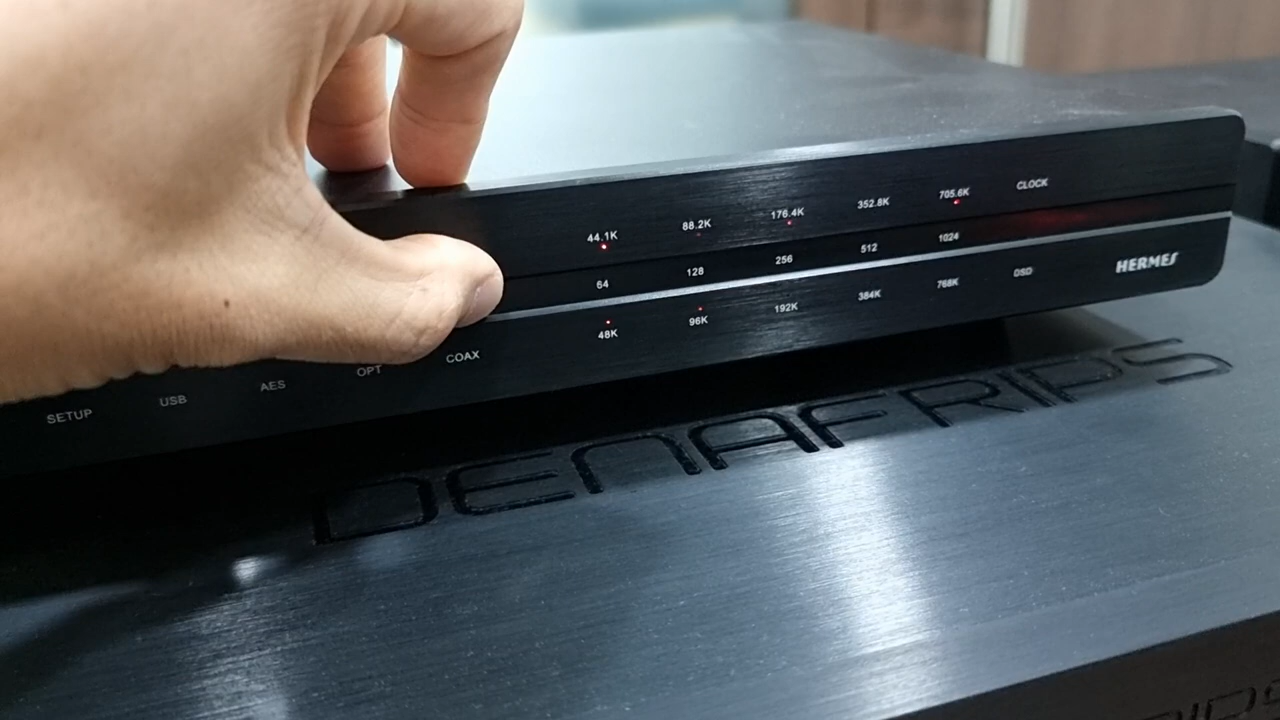 44.1K 88.2K 176.4K 352.8K 705.6K CLOCK
64 128 256 512 1024
48K 96K 192K 384K 768K DSD HERMES
SETUP USB AES OPT COAX
DENAFRIPS